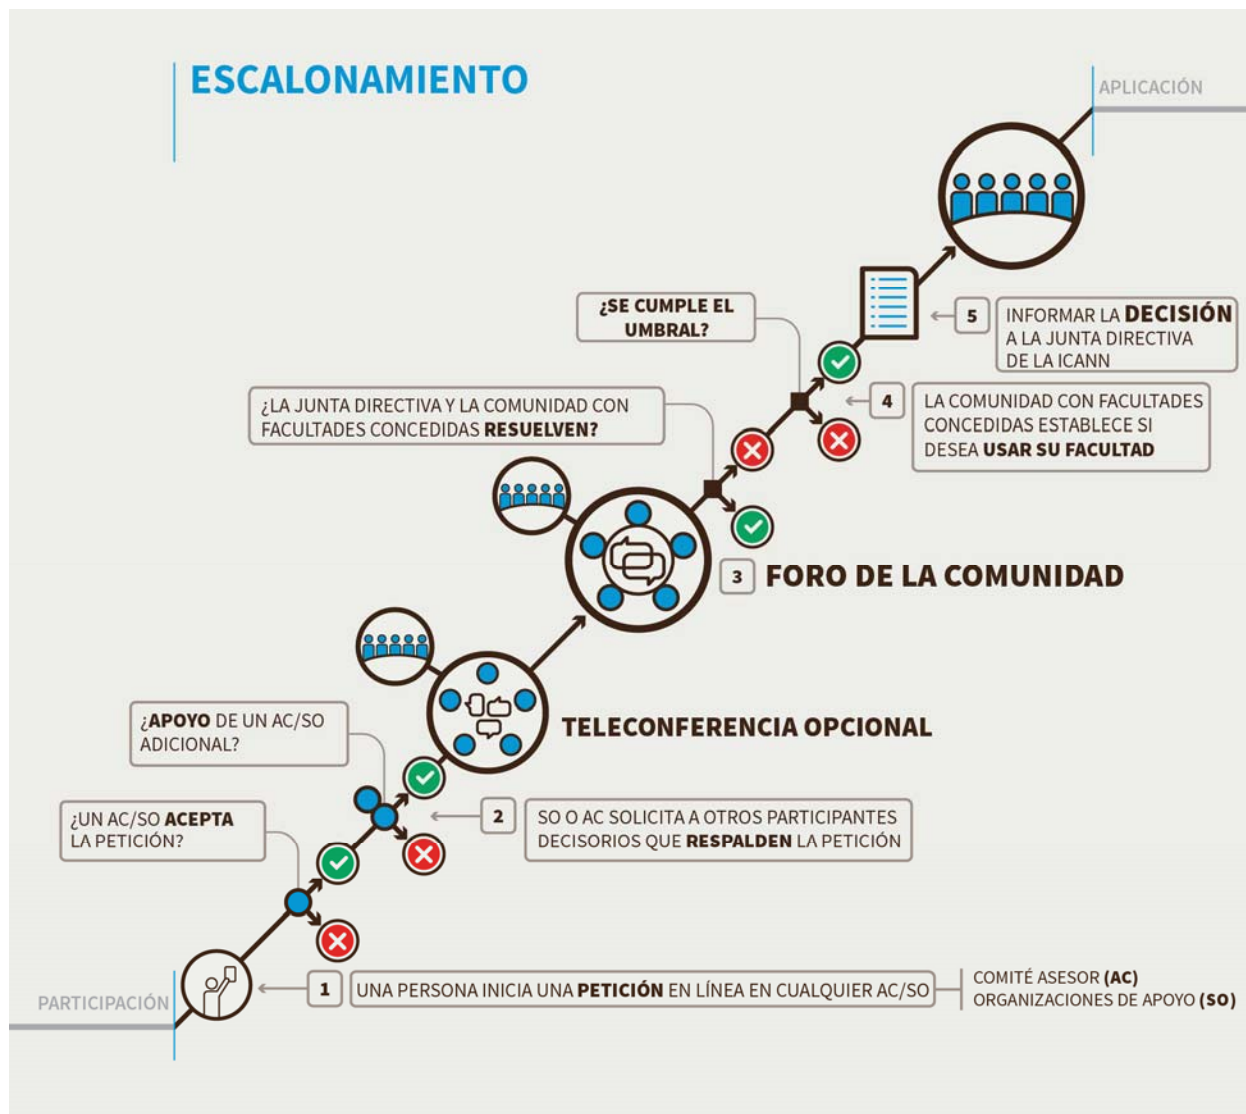 ESCALONAMIENTO
APLICACIÓN
¿SE CUMPLE EL
UMBRAL?
5
INFORMAR LA DECISIÓN
A LA JUNTA DIRECTIVA
DE LA ICANN
¿LA JUNTA DIRECTIVA Y LA COMUNIDAD CON
FACULTADES CONCEDIDAS RESUELVEN?
4
LA COMUNIDAD CON FACULTADES
CONCEDIDAS ESTABLECE SI
DESEA USAR SU FACULTAD
3
FORO DE LA COMUNIDAD
TELECONFERENCIA OPCIONAL
¿APOYO DE UN AC/SO
ADICIONAL?
2
SO O AC SOLICITA A OTROS PARTICIPANTES
DECISORIOS QUE RESPALDEN LA PETICIÓN
¿UN AC/SO ACEPTA
LA PETICIÓN?
PARTICIPACIÓN
1
UNA PERSONA INICIA UNA PETICIÓN EN LÍNEA EN CUALQUIER AC/SO
COMITÉ ASESOR (AC)
ORGANIZACIONES DE APOYO (SO)